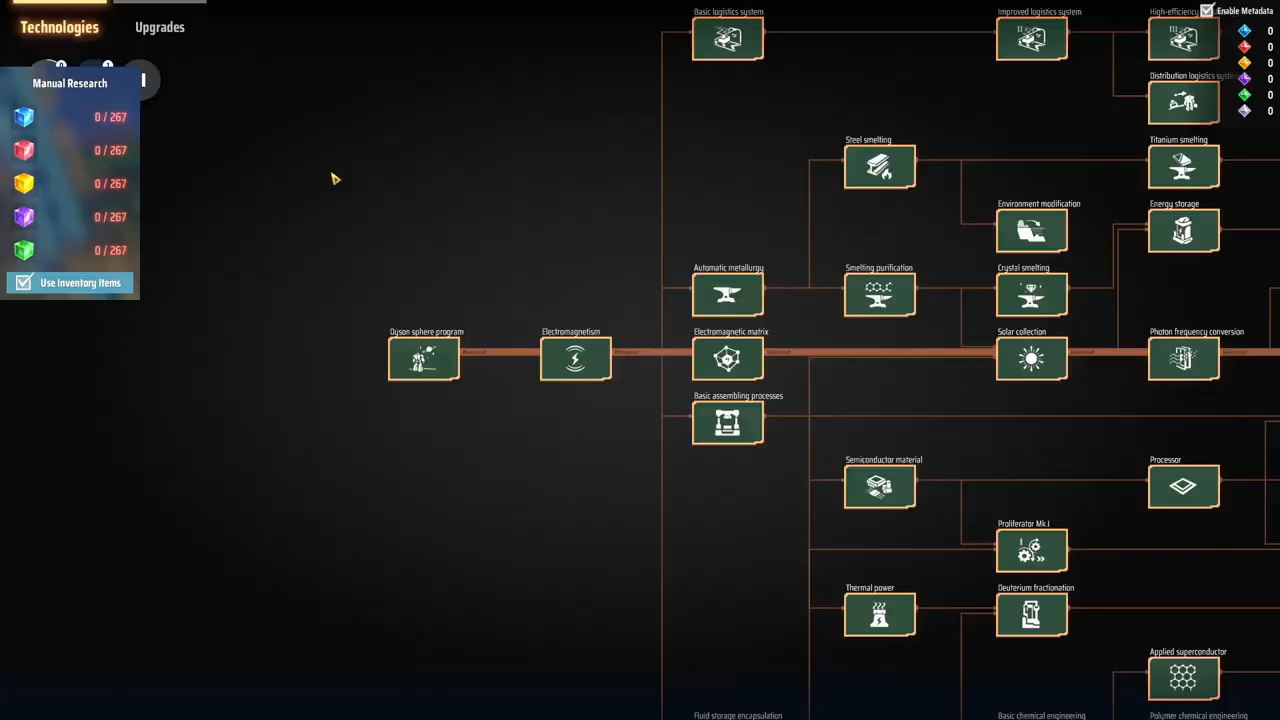 Technologies
Upgrades
Manual Research
0 / 267
0 / 267
0 / 267
0 / 267
0 / 267
Use Inventory Items
Basic logistics system
Improved logistics system
High-efficiency
Enable Metadata
0
0
0
0
0
0
Distribution logistics
Steel smelting
Titanium smelting
Environment modification
Energy storage
Automatic metallurgy
Smelting purification
Crystal smelting
Dyson sphere program
Electromagnetism
Electromagnetic matrix
Solar collection
Photon frequency conversion
Basic assembling processes
Semiconductor material
Processor
Proliferator Mk.I
Thermal power
Deuterium fractionation
Applied superconductor
Fluid storage encapsulation
Basic chemical engineering
Polymer chemical engineering